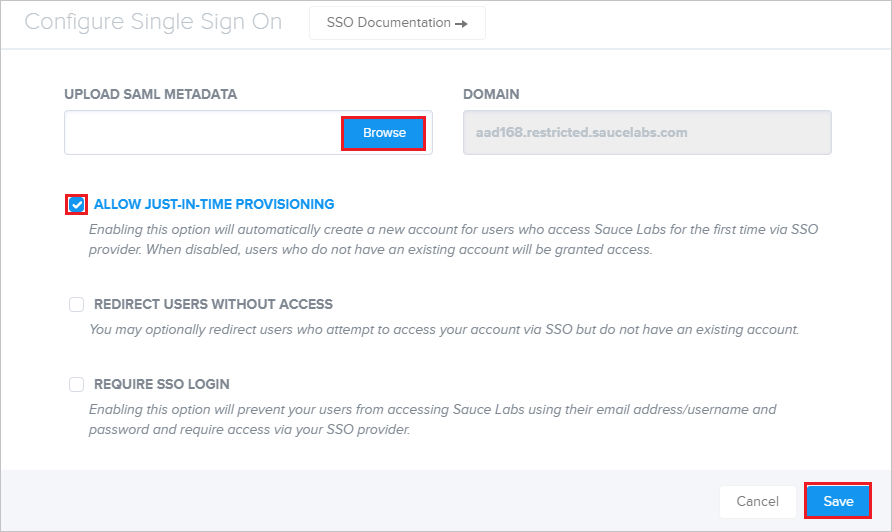 Configure Single Sign On
SSO Documentation →
UPLOAD SAML METADATA
DOMAIN
Browse
aad168.restricted.saucelabs.com
ALLOW JUST-IN-TIME PROVISIONING
Enabling this option will automatically create a new account for users who access Sauce Labs for the first time via SSO
provider. When disabled, users who do not have an existing account will be granted access.
REDIRECT USERS WITHOUT ACCESS
You may optionally redirect users who attempt to access your account via SSO but do not have an existing account.
REQUIRE SSO LOGIN
Enabling this option will prevent your users from accessing Sauce Labs using their email address/username and
password and require access via your SSO provider.
Cancel
Save